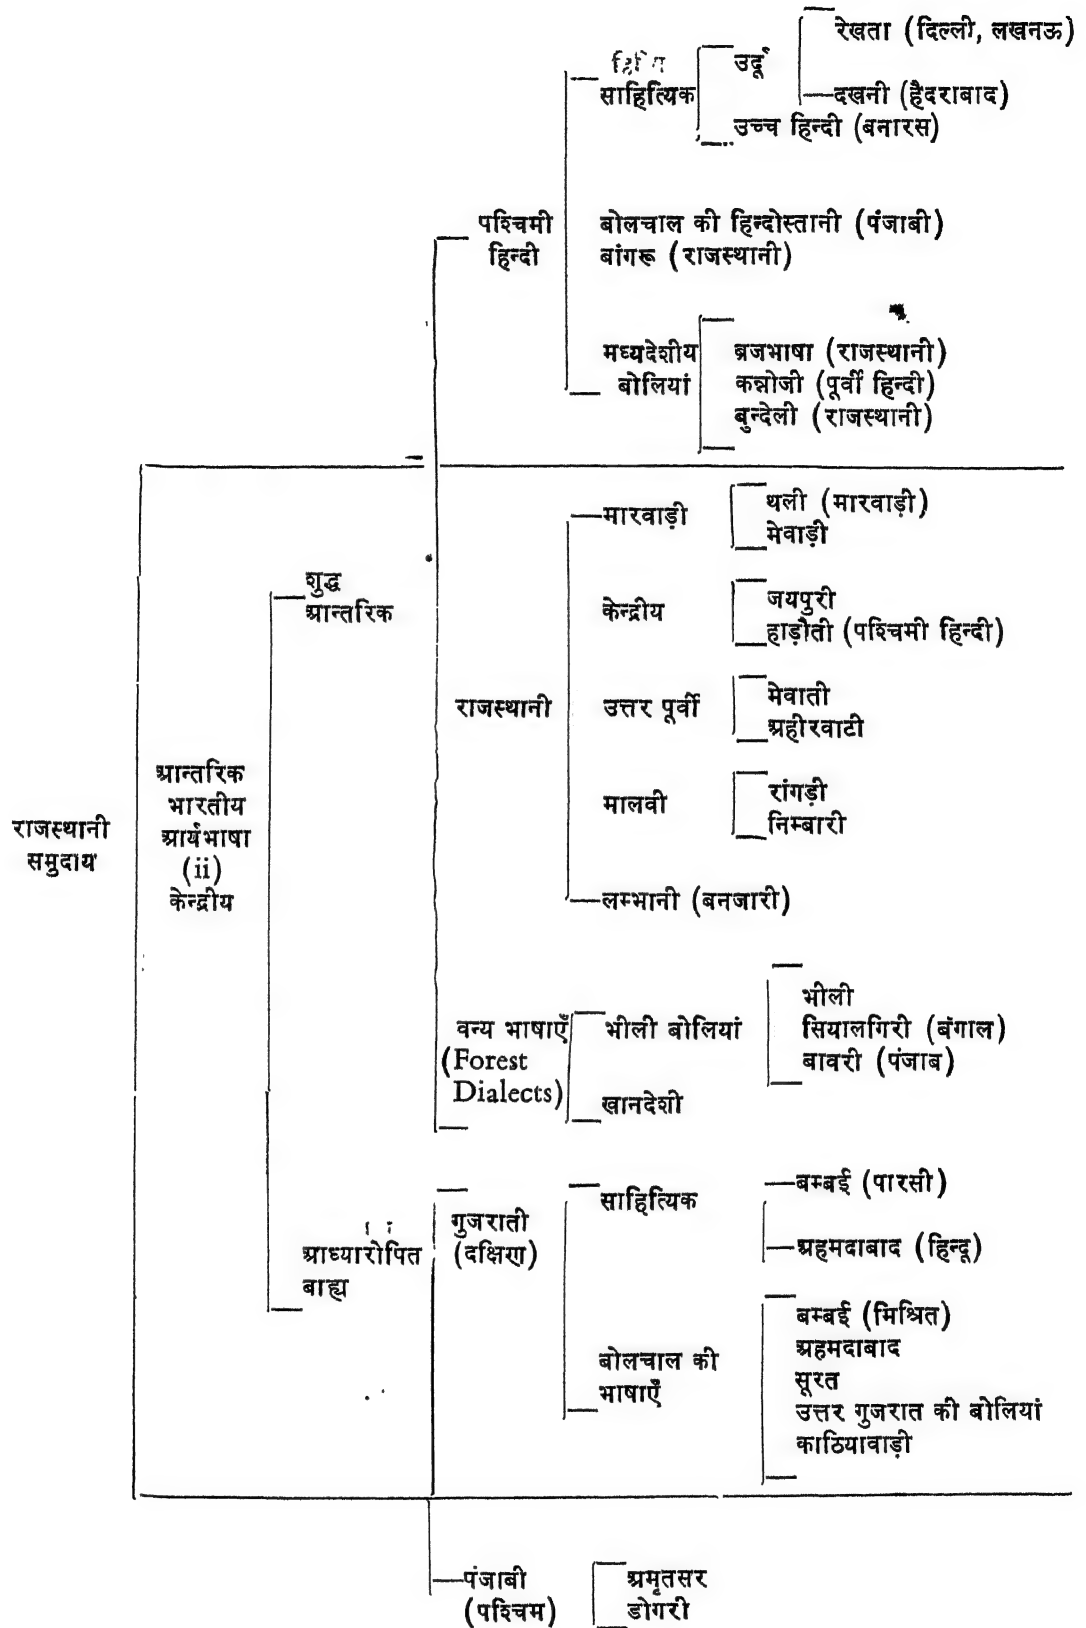 रेखता (दिल्ली, लखनऊ)
साहित्यिक
उर्दू
दखनी (हैदराबाद)
उच्च हिन्दी (बनारस)
पश्चिमी
हिन्दी
बोलचाल की हिन्दोस्तानी (पंजाबी)
बांगरू (राजस्थानी)
मध्यदेशीय
बोलियां
ब्रजभाषा (राजस्थानी)
कन्नोजी (पूर्वी हिन्दी)
बुन्देली (राजस्थानी)
राजस्थानी
समुदाय
आन्तरिक
भारतीय
आर्यभाषा
(ii)
केन्द्रीय
शुद्ध
आन्तरिक
राजस्थानी
मारवाड़ी
थली (मारवाड़ी)
मेवाड़ी
केन्द्रीय
जयपुरी
हाड़ौती (पश्चिमी हिन्दी)
उत्तर पूर्वी
मेवाती
अहीरवाटी
मालवी
रांगड़ी
निम्बारी
लम्भानी (बनजारी)
वन्य भाषाएँ
(Forest
Dialects)
भीली बोलियां
भीली
सियालगिरी (बंगाल)
बावरी (पंजाब)
खानदेशी
आध्यारोपित
बाह्य
गुजराती
(दक्षिण)
साहित्यिक
बम्बई (पारसी)
अहमदाबाद (हिन्दू)
बोलचाल की
भाषाएँ
बम्बई (मिश्रित)
अहमदाबाद
सूरत
उत्तर गुजरात की बोलियां
काठियावाड़ी
पंजाबी
(पश्चिम)
अमृतसर
डोगरी